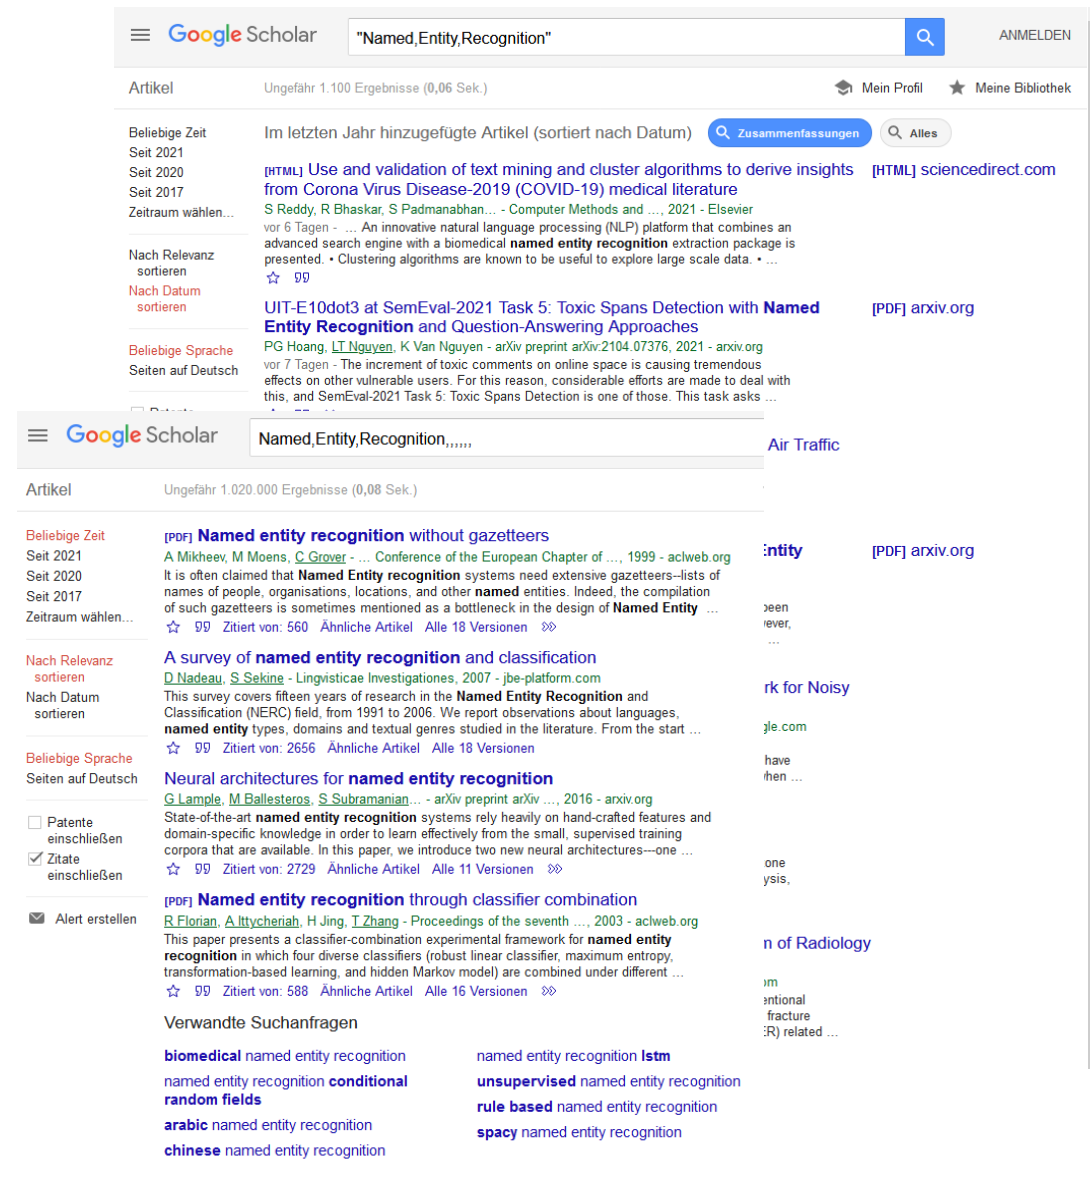 Google Scholar
"Named,Entity,Recognition"
ANMELDEN
Artikel
Ungefähr 1.100 Ergebnisse (0,06 Sek.)
Mein Profil
Meine Bibliothek
Beliebige Zeit
Seit 2021
Seit 2020
Seit 2017
Zeitraum wählen...
Nach Relevanz
sortieren
Nach Datum
sortieren
Beliebige Sprache
Seiten auf Deutsch
Im letzten Jahr hinzugefügte Artikel (sortiert nach Datum)
Zusammenfassungen
Alles
[HTML] Use and validation of text mining and cluster algorithms to derive insights
from Corona Virus Disease-2019 (COVID-19) medical literature
[HTML] sciencedirect.com
S Reddy, R Bhaskar, S Padmanabhan... - Computer Methods and ..., 2021 - Elsevier
vor 6 Tagen - ... An innovative natural language processing (NLP) platform that combines an
advanced search engine with a biomedical named entity recognition extraction package is
presented. • Clustering algorithms are known to be useful to explore large scale data. • ...
UIT-E10dot3 at SemEval-2021 Task 5: Toxic Spans Detection with Named
Entity Recognition and Question-Answering Approaches
[PDF] arxiv.org
PG Hoang, LT Nguyen, K Van Nguyen - arXiv preprint arXiv:2104.07376, 2021 - arxiv.org
vor 7 Tagen - The increment of toxic comments on online space is causing tremendous
effects on other vulnerable users. For this reason, considerable efforts are made to deal with
this, and SemEval-2021 Task 5: Toxic Spans Detection is one of those. This task asks ...
Google Scholar
Named,Entity,Recognition,,,,,,
Artikel
Ungefähr 1.020.000 Ergebnisse (0,08 Sek.)
Beliebige Zeit
Seit 2021
Seit 2020
Seit 2017
Zeitraum wählen...
Nach Relevanz
sortieren
Nach Datum
sortieren
Beliebige Sprache
Seiten auf Deutsch
Patente
einschließen
Zitate
einschließen
Alert erstellen
[PDF] Named entity recognition without gazetteers
A Mikheev, M Moens, C Grover - ... Conference of the European Chapter of ..., 1999 - aclweb.org
It is often claimed that Named Entity recognition systems need extensive gazetteers--lists of
names of people, organisations, locations, and other named entities. Indeed, the compilation
of such gazetteers is sometimes mentioned as a bottleneck in the design of Named Entity ...
Zitiert von: 560 Ähnliche Artikel Alle 18 Versionen
A survey of named entity recognition and classification
D Nadeau, S Sekine - Lingvisticae Investigationes, 2007 - jbe-platform.com
This survey covers fifteen years of research in the Named Entity Recognition and
Classification (NERC) field, from 1991 to 2006. We report observations about languages,
named entity types, domains and textual genres studied in the literature. From the start ...
Zitiert von: 2656 Ähnliche Artikel Alle 18 Versionen
Neural architectures for named entity recognition
G Lample, M Ballesteros, S Subramanian... - arXiv preprint arXiv ..., 2016 - arxiv.org
State-of-the-art named entity recognition systems rely heavily on hand-crafted features and
domain-specific knowledge in order to learn effectively from the small, supervised training
corpora that are available. In this paper, we introduce two new neural architectures---one ...
Zitiert von: 2729 Ähnliche Artikel Alle 11 Versionen
[PDF] Named entity recognition through classifier combination
R Florian, A Ittycheriah, H Jing, T Zhang - Proceedings of the seventh ..., 2003 - aclweb.org
This paper presents a classifier-combination experimental framework for named entity
recognition in which four diverse classifiers (robust linear classifier, maximum entropy,
transformation-based learning, and hidden Markov model) are combined under different ...
Zitiert von: 588 Ähnliche Artikel Alle 16 Versionen
Verwandte Suchanfragen
biomedical named entity recognition
named entity recognition conditional
random fields
arabic named entity recognition
chinese named entity recognition
named entity recognition lstm
unsupervised named entity recognition
rule based named entity recognition
spacy named entity recognition
Air Traffic
Entity
[PDF] arxiv.org
for Noisy
have
...
one
of Radiology
fracture
ER) related ...